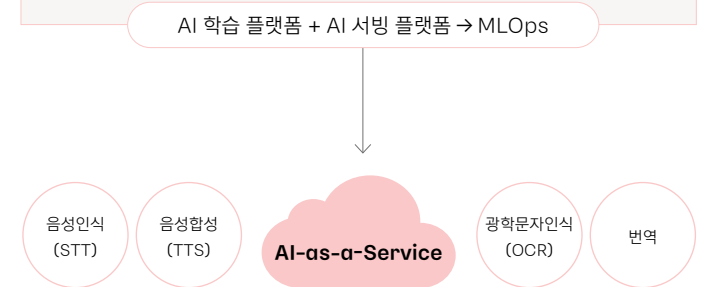 AI 학습 플랫폼 + AI 서빙 플랫폼 → MLOps
음성인식
(STT)
음성합성
(TTS)
AI-as-a-Service
광학문자인식
(OCR)
번역